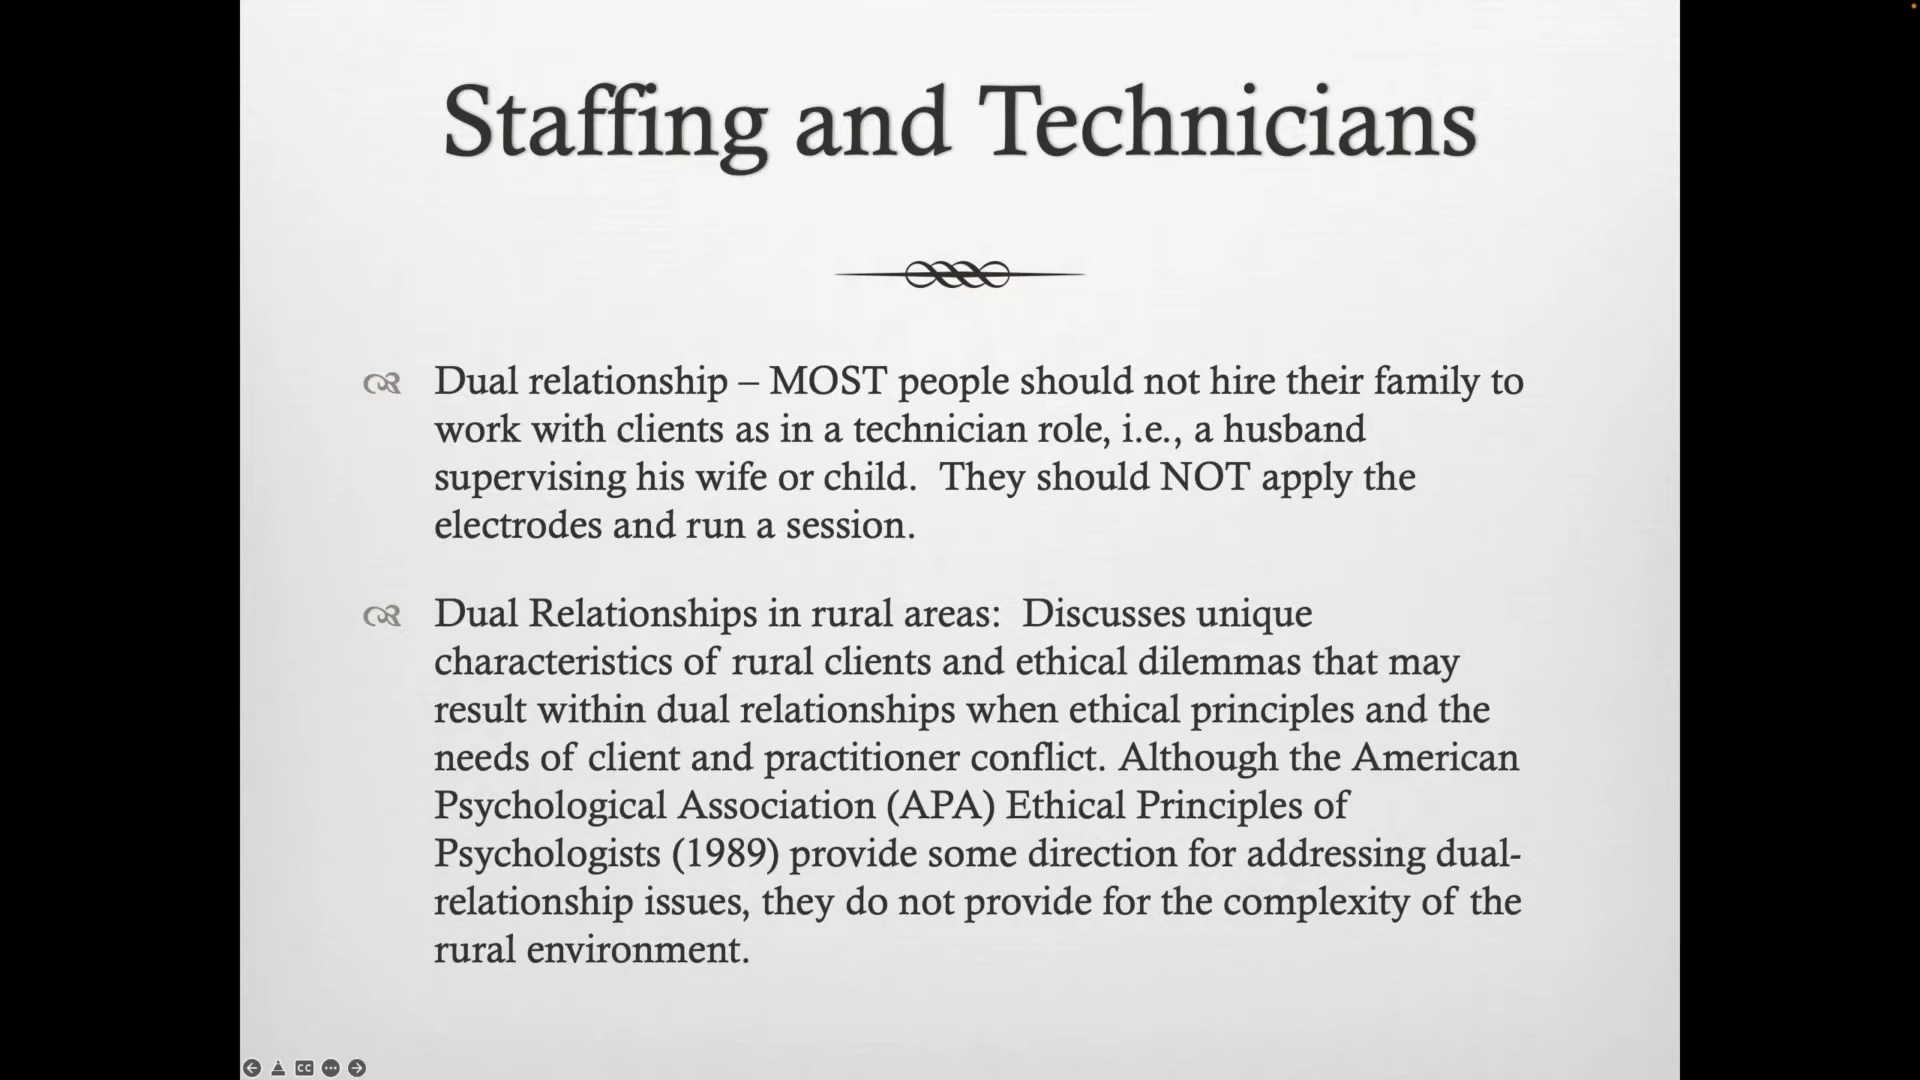 Staffing and Technicians
Dual relationship – MOST people should not hire their family to
work with clients as in a technician role, i.e., a husband
supervising his wife or child.  They should NOT apply the
electrodes and run a session.
Dual Relationships in rural areas:  Discusses unique
characteristics of rural clients and ethical dilemmas that may
result within dual relationships when ethical principles and the
needs of client and practitioner conflict. Although the American
Psychological Association (APA) Ethical Principles of
Psychologists (1989) provide some direction for addressing dual-
relationship issues, they do not provide for the complexity of the
rural environment.
CC